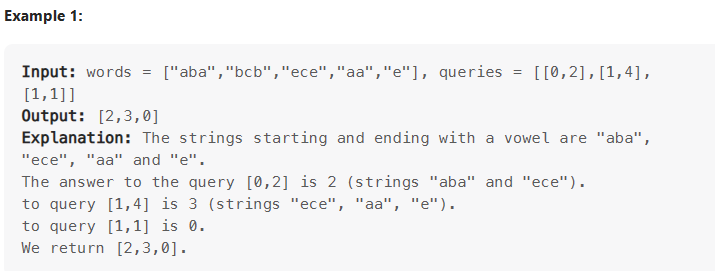 Example 1:
Input: words = ["aba","bcb","ece","aa","e"], queries = [[0,2],[1,4],
[1,1]]
Output: [2,3,0]
Explanation: The strings starting and ending with a vowel are "aba",
"ece", "aa" and "e".
The answer to the query [0,2] is 2 (strings "aba" and "ece").
to query [1,4] is 3 (strings "ece", "aa", "e").
to query [1,1] is 0.
We return [2,3,0].